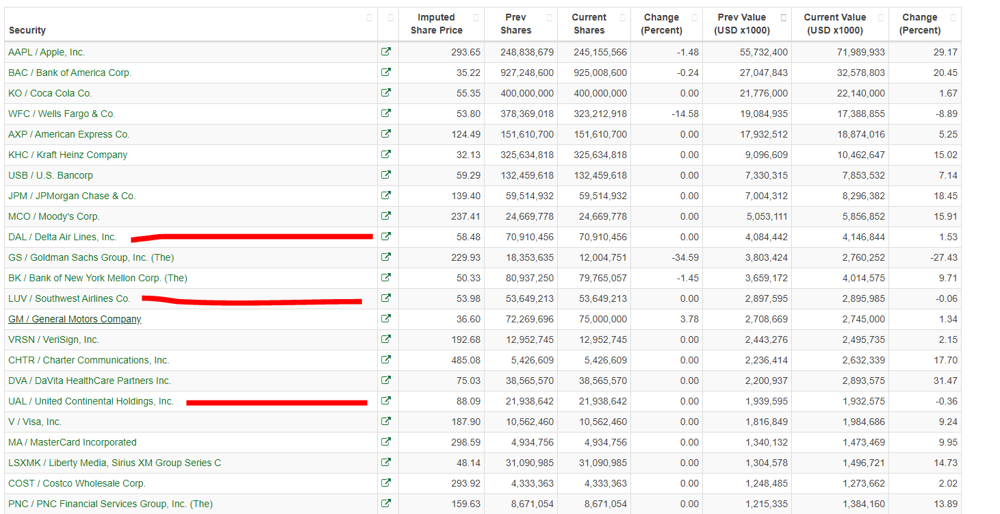 Security Imputed Share Price Prev Shares Current Shares Change (Percent) Prev Value (USD x1000) Current Value (USD x1000) Change (Percent)
AAPL / Apple, Inc. 293.65 248,838,679 245,155,566 -1.48 55,732,400 71,989,933 29.17
BAC / Bank of America Corp. 35.22 927,248,600 925,008,600 -0.24 27,047,843 32,578,803 20.45
KO / Coca Cola Co. 55.35 400,000,000 400,000,000 0.00 21,776,000 22,140,000 1.67
WFC / Wells Fargo & Co. 53.80 378,369,018 323,212,918 -14.58 19,084,935 17,388,855 -8.89
AXP / American Express Co. 124.49 151,610,700 151,610,700 0.00 17,932,512 18,874,016 5.25
KHC / Kraft Heinz Company 32.13 325,634,818 325,634,818 0.00 9,096,609 10,462,647 15.02
USB / U.S. Bancorp 59.29 132,459,618 132,459,618 0.00 7,330,315 7,853,532 7.14
JPM / JPMorgan Chase & Co. 139.40 59,514,932 59,514,932 0.00 7,004,312 8,296,382 18.45
MCO / Moody's Corp. 237.41 24,669,778 24,669,778 0.00 5,053,111 5,856,852 15.91
DAL / Delta Air Lines, Inc. 58.48 70,910,456 70,910,456 0.00 4,084,442 4,146,844 1.53
GS / Goldman Sachs Group, Inc. (The) 229.93 18,353,635 12,004,751 -34.59 3,803,424 2,760,252 -27.43
BK / Bank of New York Mellon Corp. (The) 50.33 80,937,250 79,765,057 -1.45 3,659,172 4,014,575 9.71
LUV / Southwest Airlines Co. 53.98 53,649,213 53,649,213 0.00 2,897,595 2,895,985 -0.06
GM / General Motors Company 36.60 72,269,696 75,000,000 3.78 2,708,669 2,745,000 1.34
VRSN / VeriSign, Inc. 192.68 12,952,745 12,952,745 0.00 2,443,276 2,495,735 2.15
CHTR / Charter Communications, Inc. 485.08 5,426,609 5,426,609 0.00 2,236,414 2,632,339 17.70
DVA / DaVita HealthCare Partners Inc. 75.03 38,565,570 38,565,570 0.00 2,200,937 2,893,575 31.47
UAL / United Continental Holdings, Inc. 88.09 21,938,642 21,938,642 0.00 1,939,595 1,932,575 -0.36
V / Visa, Inc. 187.90 10,562,460 10,562,460 0.00 1,816,849 1,984,686 9.24
MA / MasterCard Incorporated 298.59 4,934,756 4,934,756 0.00 1,340,132 1,473,469 9.95
LSXMK / Liberty Media, Sirius XM Group Series C 48.14 31,090,985 31,090,985 0.00 1,304,578 1,496,721 14.73
COST / Costco Wholesale Corp. 293.92 4,333,363 4,333,363 0.00 1,248,485 1,273,662 2.02
PNC / PNC Financial Services Group, Inc. (The) 159.63 8,671,054 8,671,054 0.00 1,215,335 1,384,160 13.89